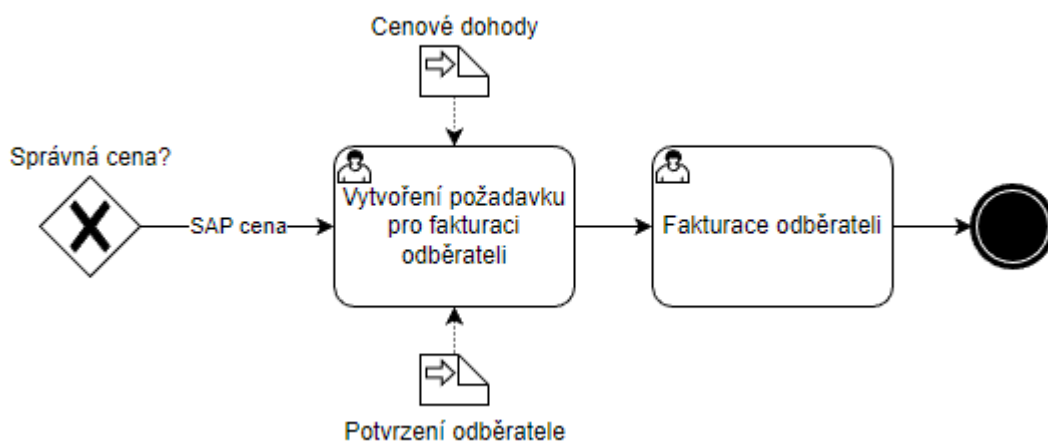 Cenové dohody
Správná cena?
SAP cena
Vytvoření požadavku
pro fakturaci
odběrateli
Fakturace odběrateli
Potvrzení odběratele